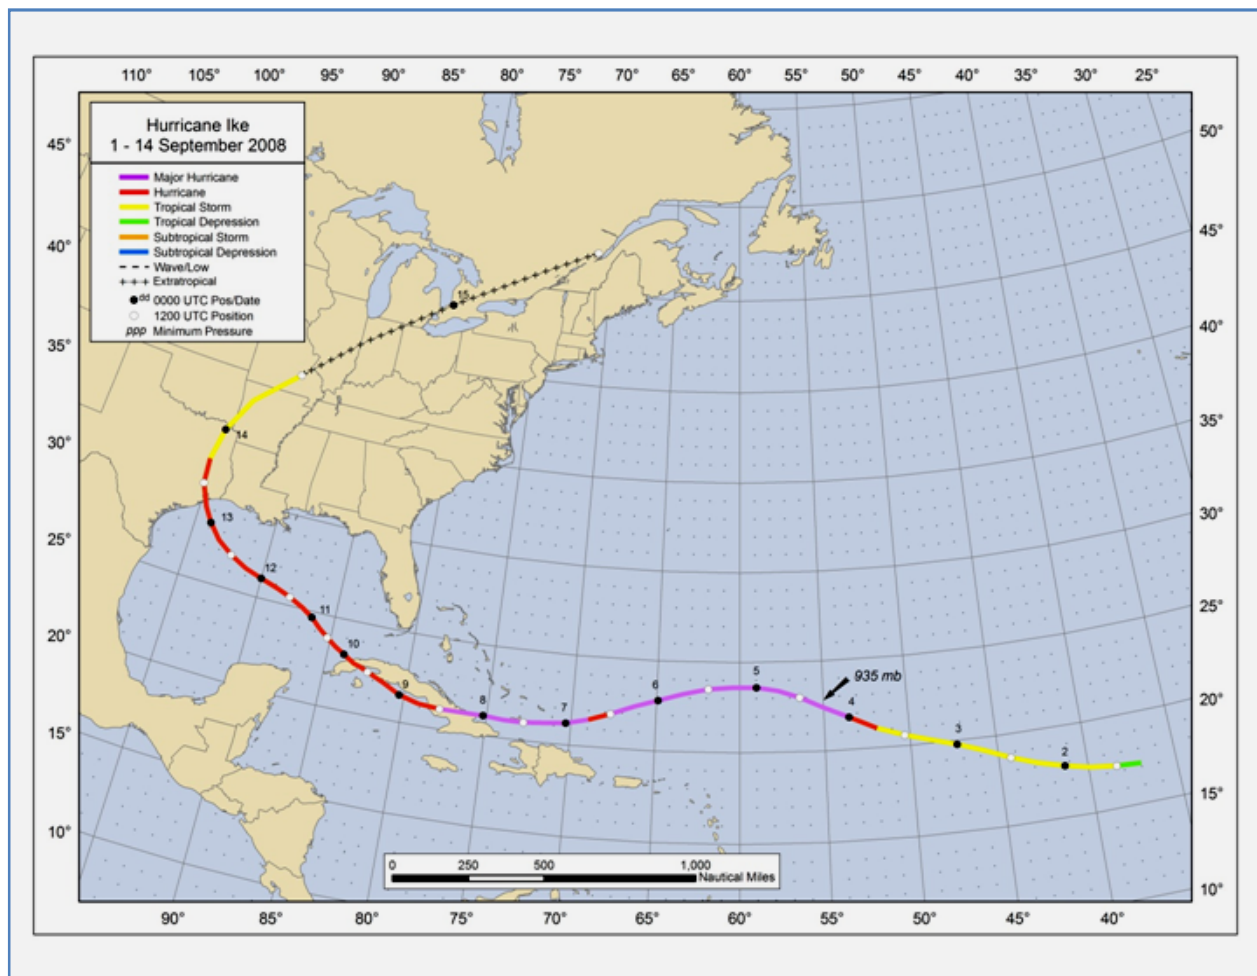 110° 105° 100° 95° 90° 85° 80° 75° 70° 65° 60° 55° 50° 45° 40° 35° 30° 25°
Hurricane Ike
1 - 14 September 2008
Major Hurricane
Hurricane
Tropical Storm
Tropical Depression
Subtropical Storm
Subtropical Depression
Wave/Low
Extratropical
dd 0000 UTC Pos/Date
1200 UTC Position
ppp Minimum Pressure
45°
40°
35°
30°
25°
20°
15°
10°
50°
45°
40°
35°
30°
25°
20°
15°
10°
15
14
13
12
11
10
9
8
7
6
5
935 mb
4
3
2
0 250 500 1,000
Nautical Miles
90° 85° 80° 75° 70° 65° 60° 55° 50° 45° 40°